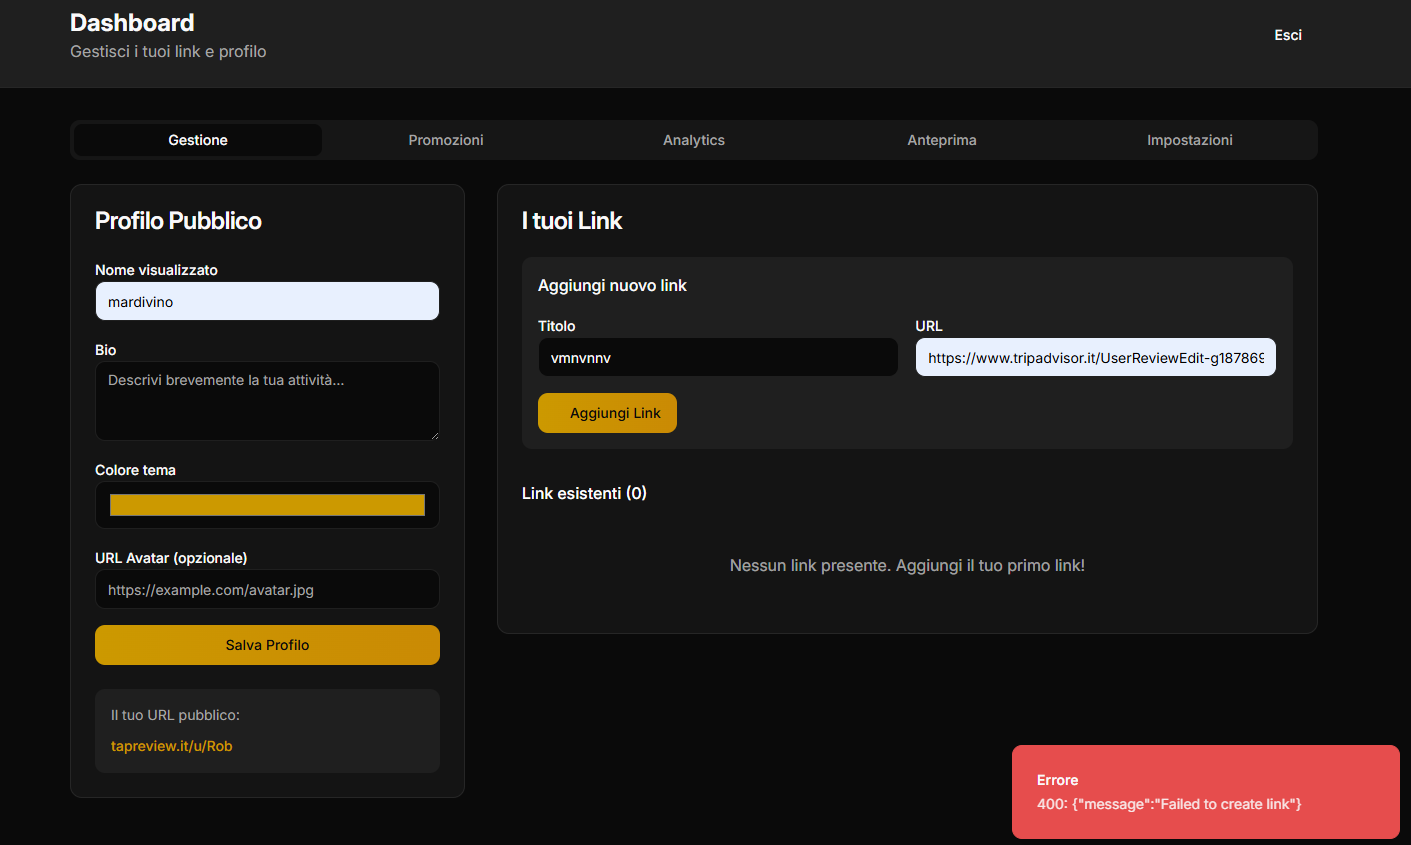 Dashboard
Gestisci i tuoi link e profilo
Esci
Gestione
Promozioni
Analytics
Anteprima
Impostazioni
Profilo Pubblico
Nome visualizzato
mardivino
Bio
Descrivi brevemente la tua attività...
Colore tema
URL Avatar (opzionale)
https://example.com/avatar.jpg
Salva Profilo
Il tuo URL pubblico:
tapreview.it/u/Rob
I tuoi Link
Aggiungi nuovo link
Titolo
vmnvnnv
URL
https://www.tripadvisor.it/UserReviewEdit-g187869
Aggiungi Link
Link esistenti (0)
Nessun link presente. Aggiungi il tuo primo link!
Errore
400: {"message":"Failed to create link"}